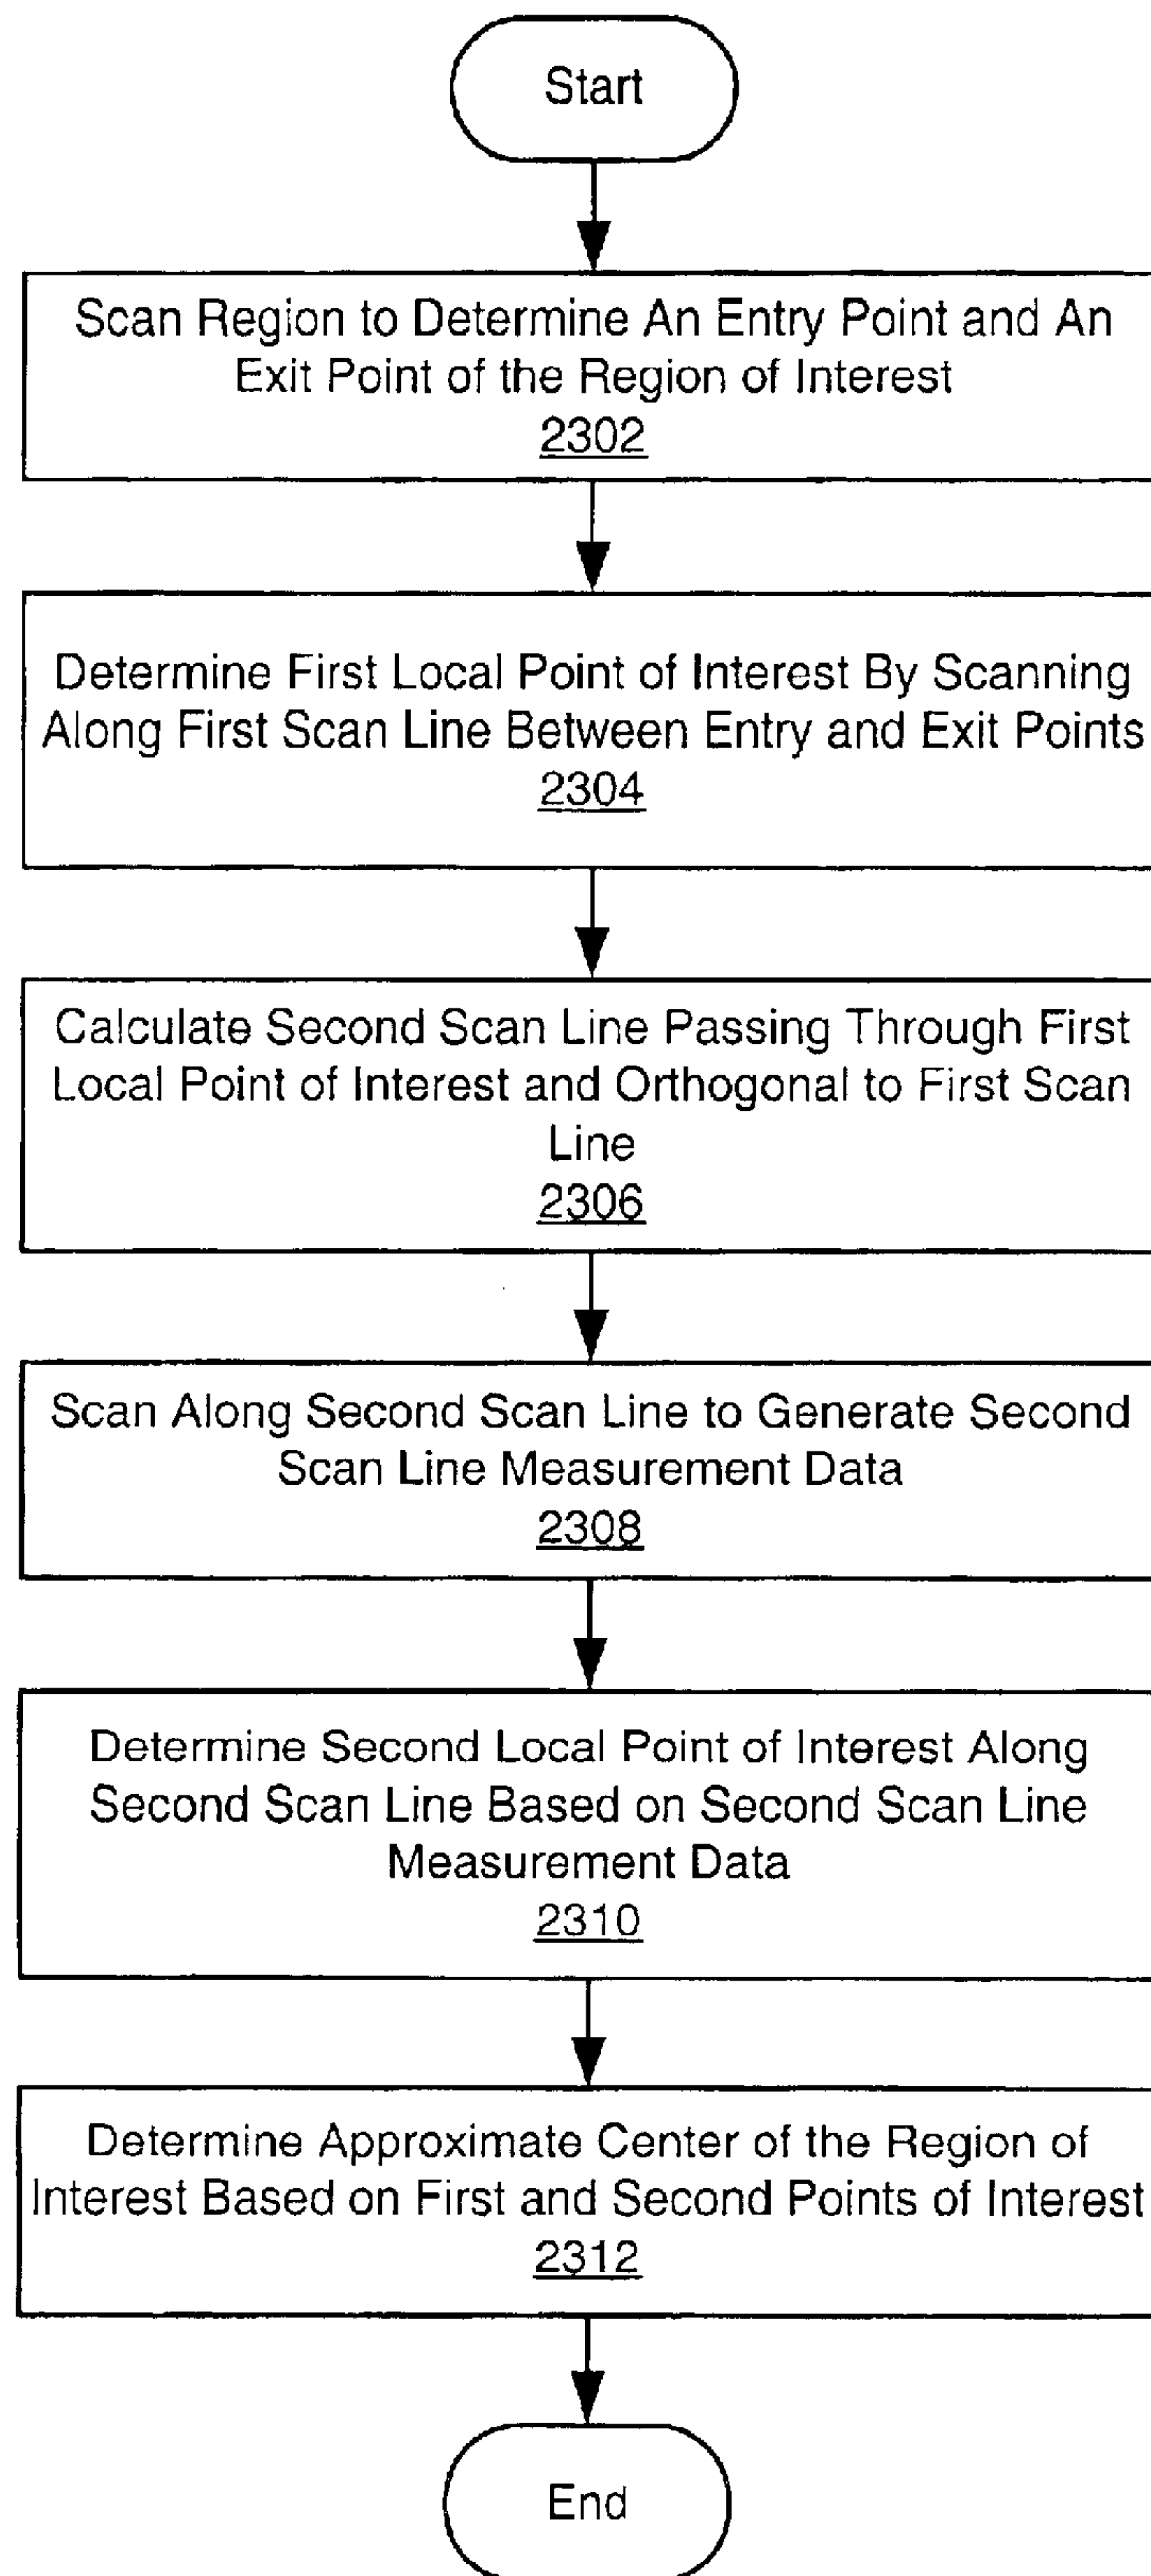 Start
Scan Region to Determine An Entry Point and An
Exit Point of the Region of Interest
2302
Determine First Local Point of Interest By Scanning
Along First Scan Line Between Entry and Exit Points
2304
Calculate Second Scan Line Passing Through First
Local Point of Interest and Orthogonal to First Scan
Line
2306
Scan Along Second Scan Line to Generate Second
Scan Line Measurement Data
2308
Determine Second Local Point of Interest Along
Second Scan Line Based on Second Scan Line
Measurement Data
2310
Determine Approximate Center of the Region of
Interest Based on First and Second Points of Interest
2312
End